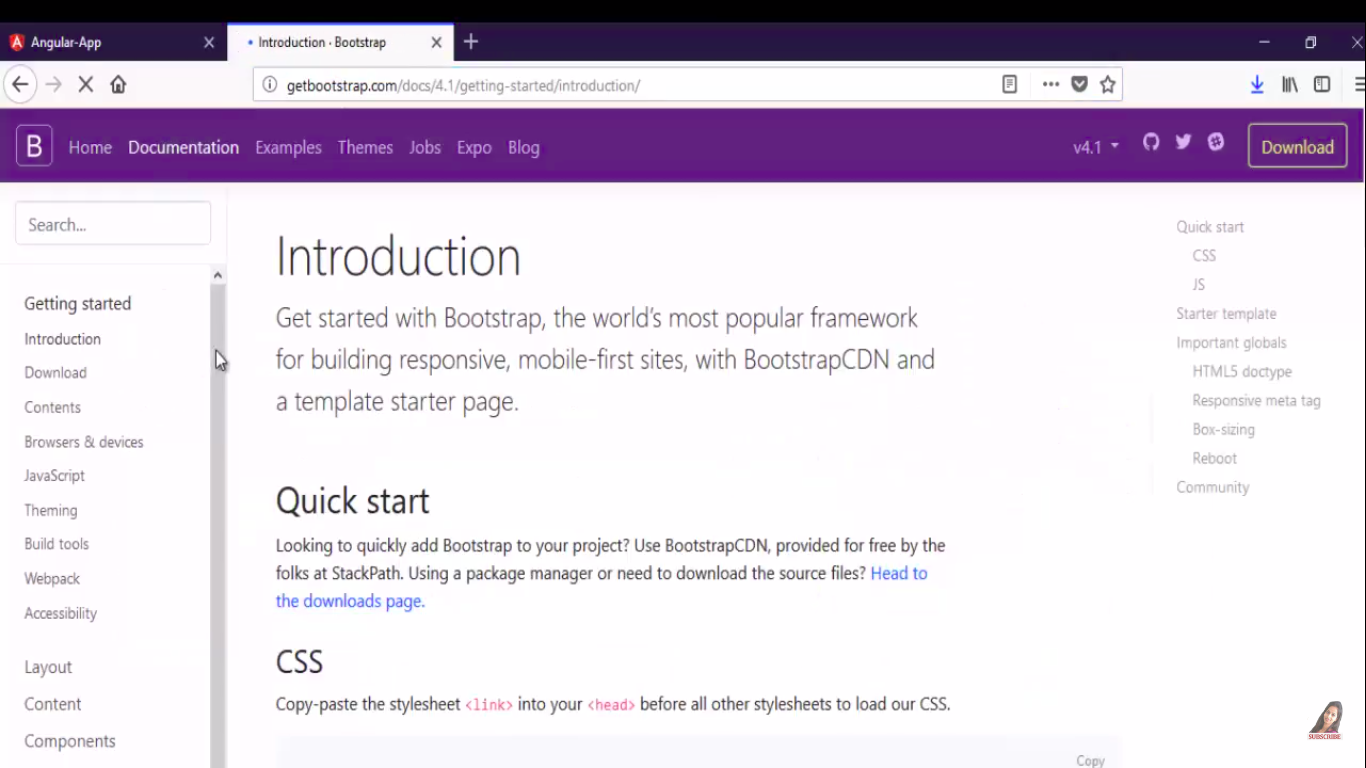 Angular-App
Introduction · Bootstrap
getbootstrap.com/docs/4.1/getting-started/introduction/
B Home Documentation Examples Themes Jobs Expo Blog v4.1 Download
Search...
Getting started
Introduction
Download
Contents
Browsers & devices
JavaScript
Theming
Build tools
Webpack
Accessibility
Layout
Content
Components
Introduction
Get started with Bootstrap, the world's most popular framework
for building responsive, mobile-first sites, with BootstrapCDN and
a template starter page.
Quick start
Looking to quickly add Bootstrap to your project? Use BootstrapCDN, provided for free by the
folks at StackPath. Using a package manager or need to download the source files? Head to
the downloads page.
CSS
Copy-paste the stylesheet <link> into your <head> before all other stylesheets to load our CSS.
Copy
Quick start
CSS
JS
Starter template
Important globals
HTML5 doctype
Responsive meta tag
Box-sizing
Reboot
Community
SUBSCRIBE